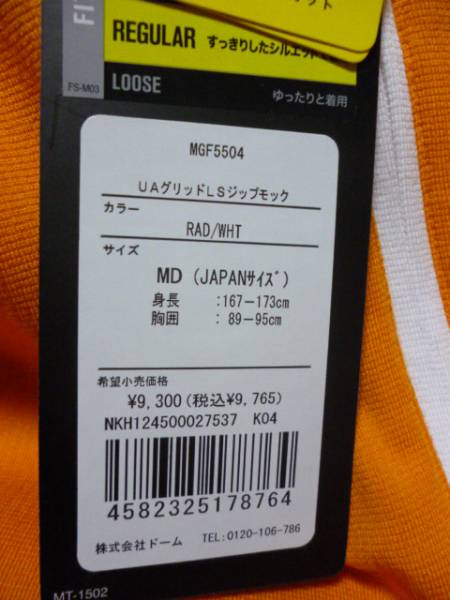 ット
FIT
REGULAR すっきりしたシルエット
FS-M03
LOOSE ゆったりと着用
MGF5504
UAグリッドLSジップモック
カラー
RAD/WHT
サイズ
MD (JAPANサイズ)
身長 :167-173cm
胸囲 : 89-95cm
希望小売価格
¥9,300(税込¥9,765)
NKH124500027537 K04
4582325178764
株式会社ドーム TEL:0120-106-786
MT-1502